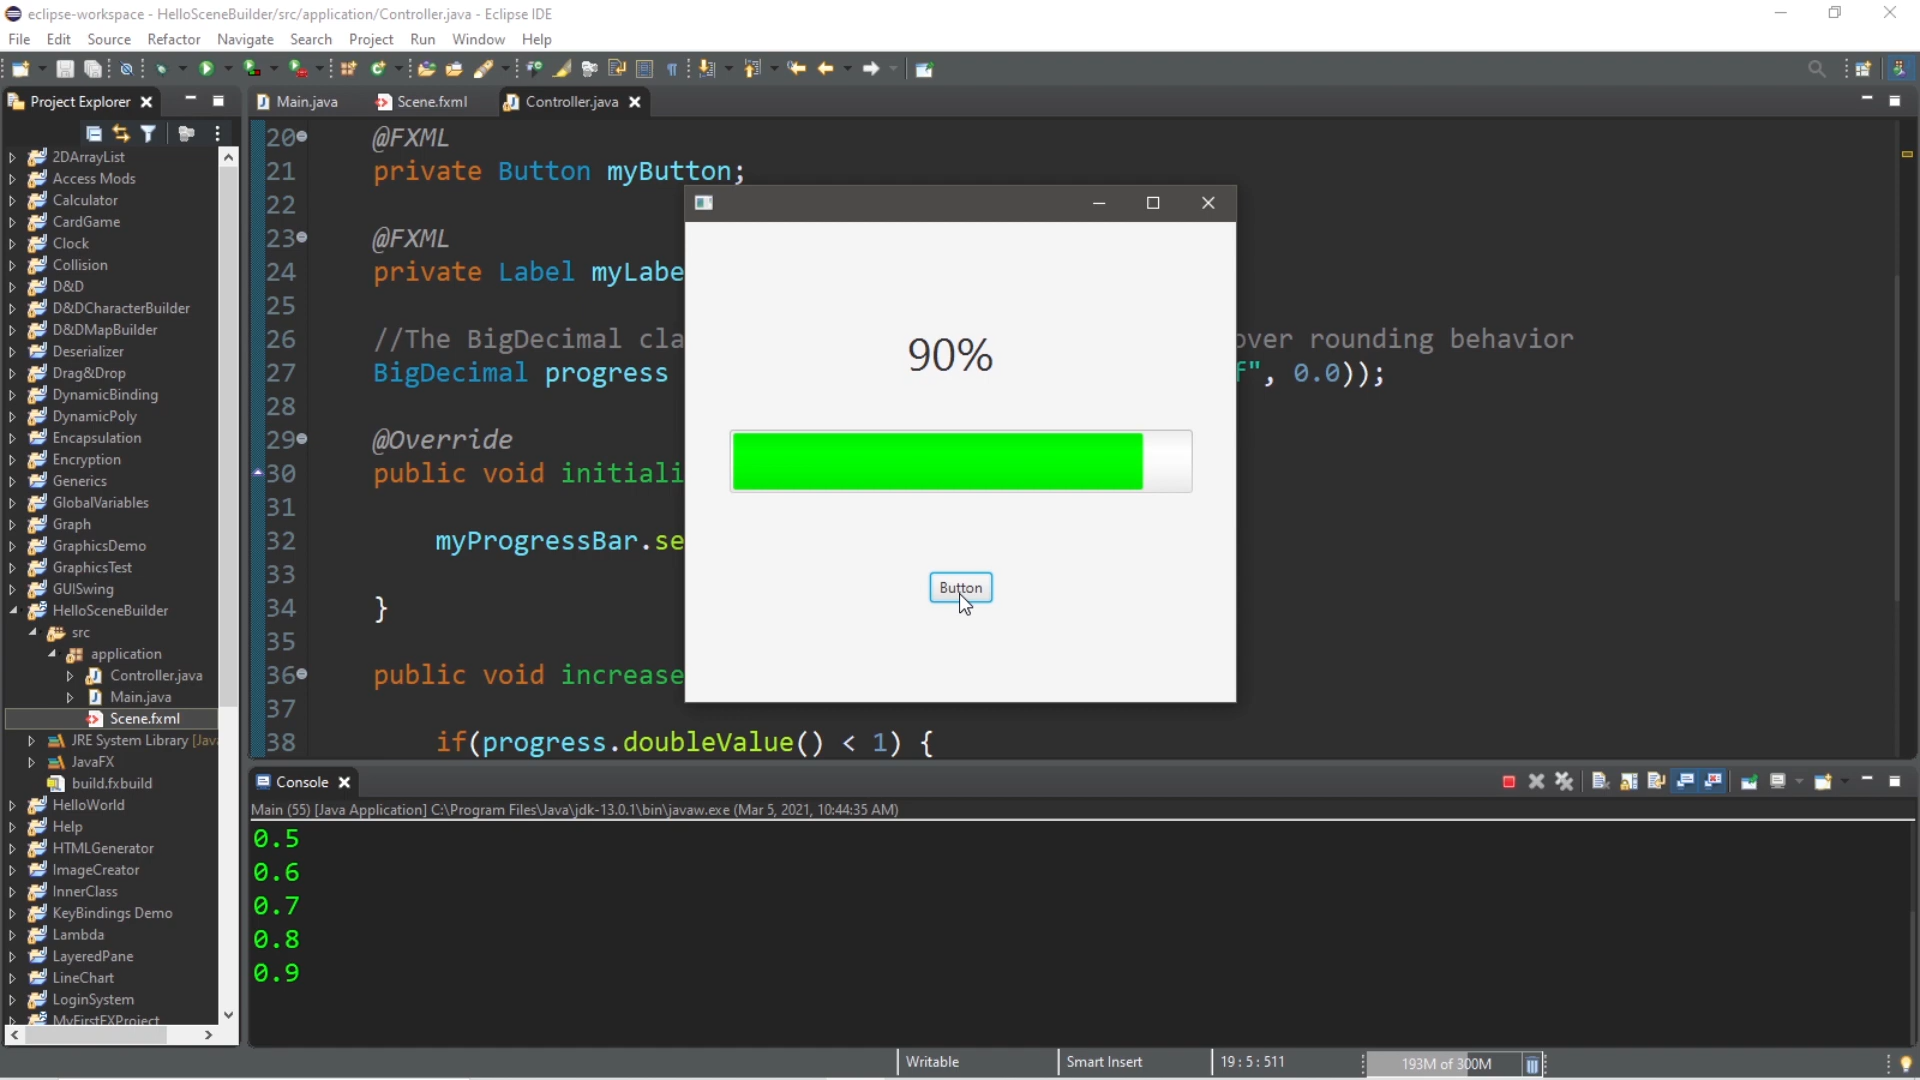 eclipse-workspace - HelloSceneBuilder/src/application/Controller.java - Eclipse IDE
File Edit Source Refactor Navigate Search Project Run Window Help
Project Explorer
Main.java Scene.fxml Controller.java
2DArrayList
Access Mods
Calculator
CardGame
Clock
Collision
D&D
D&DCharacterBuilder
D&DMapBuilder
Deserializer
Drag&Drop
DynamicBinding
DynamicPoly
Encapsulation
Encryption
Generics
GlobalVariables
Graph
GraphicsDemo
GraphicsTest
GUISwing
HelloSceneBuilder
src
application
Controller.java
Main.java
Scene.fxml
JRE System Library [Jav
JavaFX
build.fxbuild
HelloWorld
Help
HTMLGenerator
ImageCreator
InnerClass
KeyBindings Demo
Lambda
LayeredPane
LineChart
LoginSystem
MyFirstFXProject
20 @FXML
21 private Button myButton;
22
23 @FXML
24 private Label myLabe
25
26 //The BigDecimal cla over rounding behavior
27 BigDecimal progress f", 0.0));
28
29 @Override
30 public void initiali
31
32 myProgressBar.se
33
34 }
35
36 public void increase
37
38 if(progress.doubleValue() < 1) {
90%
Button
Console
Main (55) [Java Application] C:\Program Files\Java\jdk-13.0.1\bin\javaw.exe (Mar 5, 2021, 10:44:35 AM)
0.5
0.6
0.7
0.8
0.9
Writable Smart Insert 19 : 5 : 511 193M of 300M